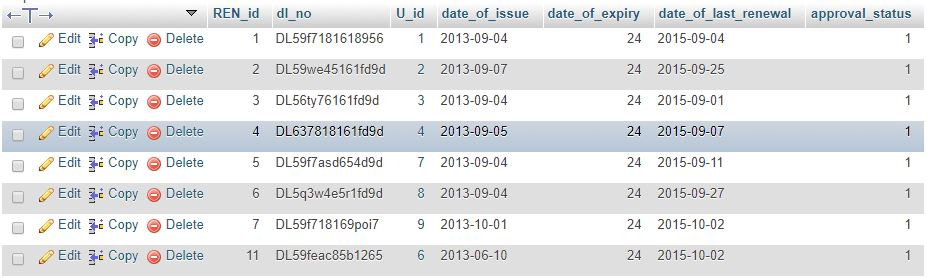 REN_id dl_no U_id date_of_issue date_of_expiry date_of_last_renewal approval_status
Edit Copy Delete 1 DL59f7181618956 1 2013-09-04 24 2015-09-04 1
Edit Copy Delete 2 DL59we45161fd9d 2 2013-09-07 24 2015-09-25 1
Edit Copy Delete 3 DL56ty76161fd9d 3 2013-09-04 24 2015-09-01 1
Edit Copy Delete 4 DL637818161fd9d 4 2013-09-05 24 2015-09-07 1
Edit Copy Delete 5 DL59f7asd654d9d 7 2013-09-04 24 2015-09-11 1
Edit Copy Delete 6 DL5q3w4e5r1fd9d 8 2013-09-04 24 2015-09-27 1
Edit Copy Delete 7 DL59f718169poi7 9 2013-10-01 24 2015-10-02 1
Edit Copy Delete 11 DL59feac85b1265 6 2013-06-10 24 2015-10-02 1